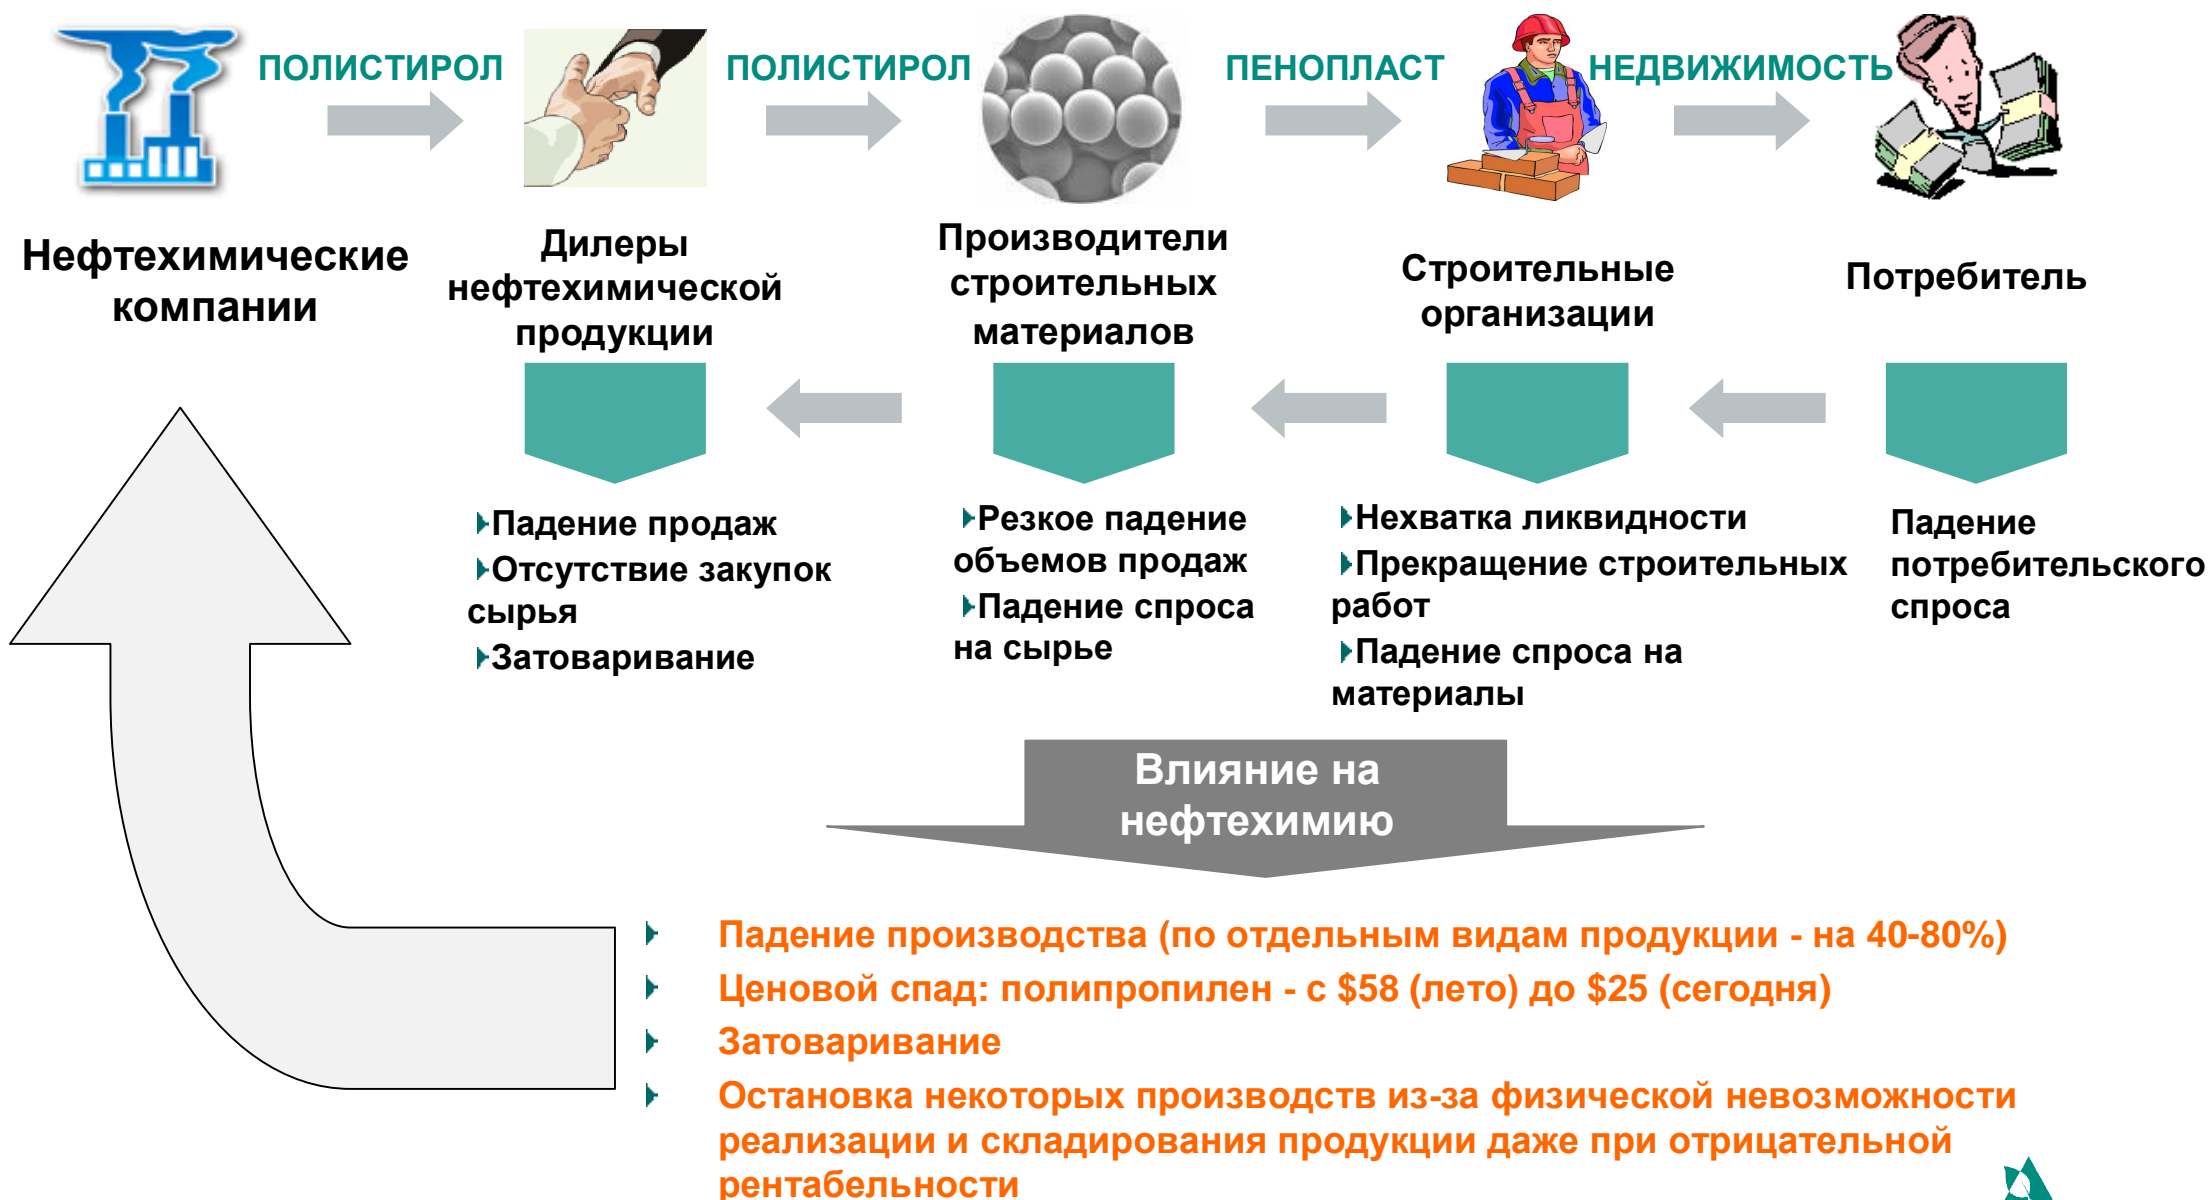 ПОЛИСТИРОЛ
ПОЛИСТИРОЛ
ПЕНОПЛАСТ
НЕДВИЖИМОСТЬ
Нефтехимические
компании
Дилеры
нефтехимической
продукции
Производители
строительных
материалов
Строительные
организации
Потребитель
Падение продаж
Отсутствие закупок
сырья
Затоваривание
Резкое падение
объемов продаж
Падение спроса
на сырье
Нехватка ликвидности
Прекращение строительных
работ
Падение спроса на
материалы
Падение
потребительского
спроса
Влияние на
нефтехимию
Падение производства (по отдельным видам продукции - на 40-80%)
Ценовой спад: полипропилен - с $58 (лето) до $25 (сегодня)
Затоваривание
Остановка некоторых производств из-за физической невозможности
реализации и складирования продукции даже при отрицательной
рентабельности